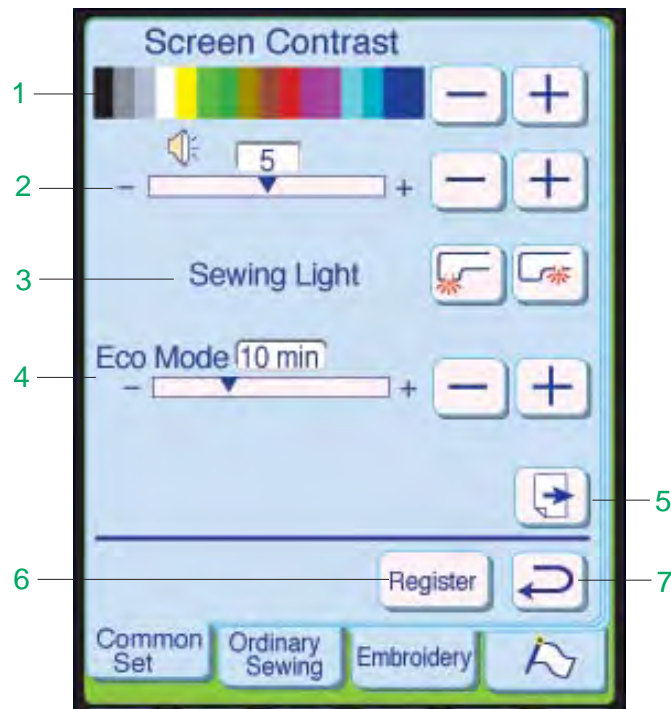 Screen Contrast
1
− +
5
2
− + − +
3
Sewing Light
Eco Mode 10 min
4
− + − +
5
6
Register
7
Common Set
Ordinary Sewing
Embroidery